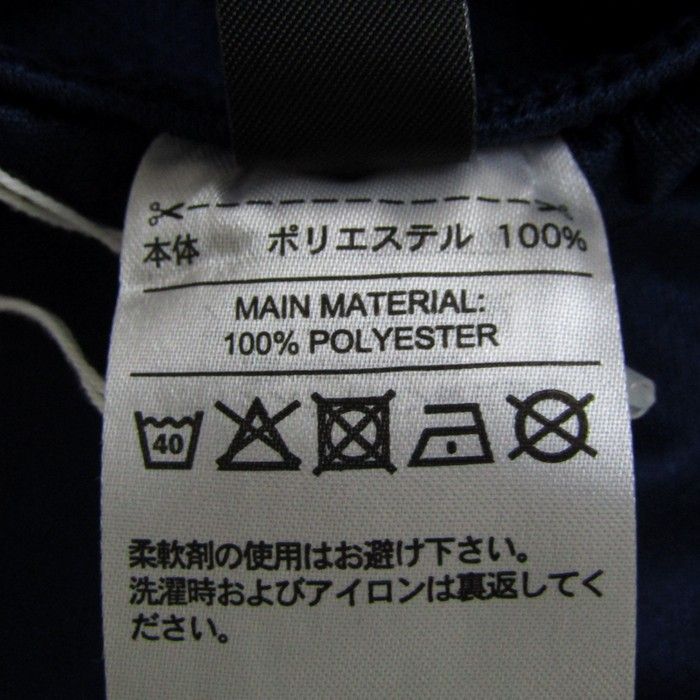 本体 ポリエステル 100%
MAIN MATERIAL:
100% POLYESTER
40
柔軟剤の使用はお避け下さい。
洗濯時およびアイロンは裏返してく
ださい。